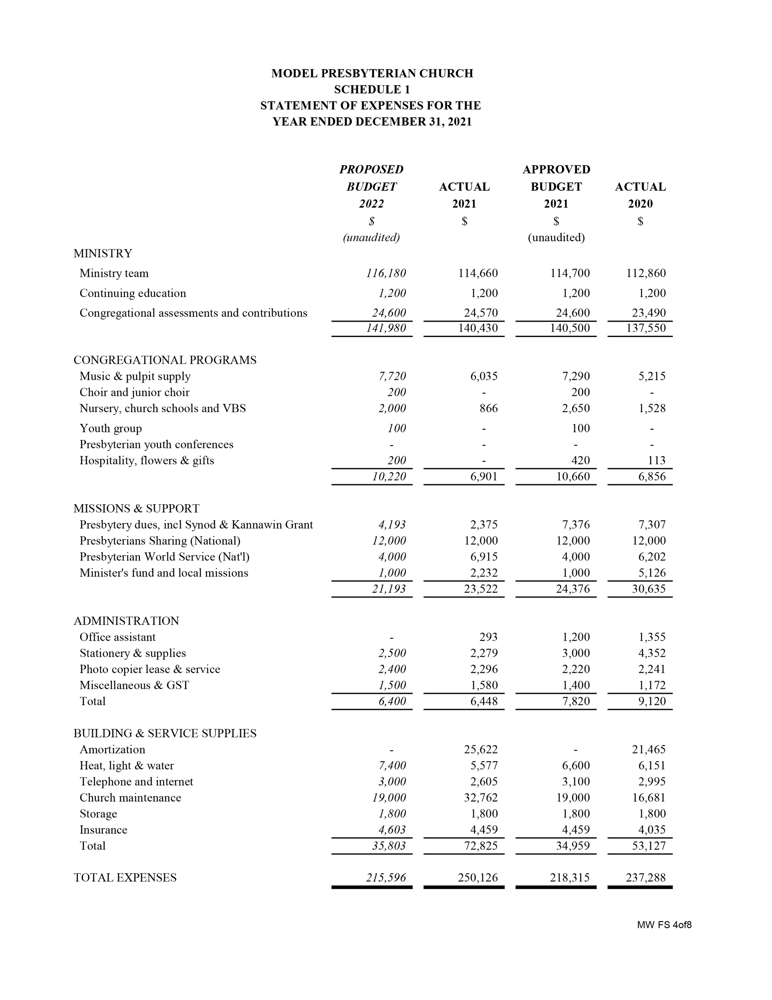 MODEL PRESBYTERIAN CHURCH
SCHEDULE 1
STATEMENT OF EXPENSES FOR THE
YEAR ENDED DECEMBER 31, 2021
PROPOSED APPROVED
BUDGET ACTUAL BUDGET ACTUAL
2022 2021 2021 2020
$ $ $ $
(unaudited) (unaudited)
MINISTRY
Ministry team 116,180 114,660 114,700 112,860
Continuing education 1,200 1,200 1,200 1,200
Congregational assessments and contributions 24,600 24,570 24,600 23,490
141,980 140,430 140,500 137,550
CONGREGATIONAL PROGRAMS
Music & pulpit supply 7,720 6,035 7,290 5,215
Choir and junior choir 200 - 200 -
Nursery, church schools and VBS 2,000 866 2,650 1,528
Youth group 100 - 100 -
Presbyterian youth conferences - - - -
Hospitality, flowers & gifts 200 - 420 113
10,220 6,901 10,660 6,856
MISSIONS & SUPPORT
Presbytery dues, incl Synod & Kannawin Grant 4,193 2,375 7,376 7,307
Presbyterians Sharing (National) 12,000 12,000 12,000 12,000
Presbyterian World Service (Nat'l) 4,000 6,915 4,000 6,202
Minister's fund and local missions 1,000 2,232 1,000 5,126
21,193 23,522 24,376 30,635
ADMINISTRATION
Office assistant - 293 1,200 1,355
Stationery & supplies 2,500 2,279 3,000 4,352
Photo copier lease & service 2,400 2,296 2,220 2,241
Miscellaneous & GST 1,500 1,580 1,400 1,172
Total 6,400 6,448 7,820 9,120
BUILDING & SERVICE SUPPLIES
Amortization - 25,622 - 21,465
Heat, light & water 7,400 5,577 6,600 6,151
Telephone and internet 3,000 2,605 3,100 2,995
Church maintenance 19,000 32,762 19,000 16,681
Storage 1,800 1,800 1,800 1,800
Insurance 4,603 4,459 4,459 4,035
Total 35,803 72,825 34,959 53,127
TOTAL EXPENSES 215,596 250,126 218,315 237,288
MW FS 4of8